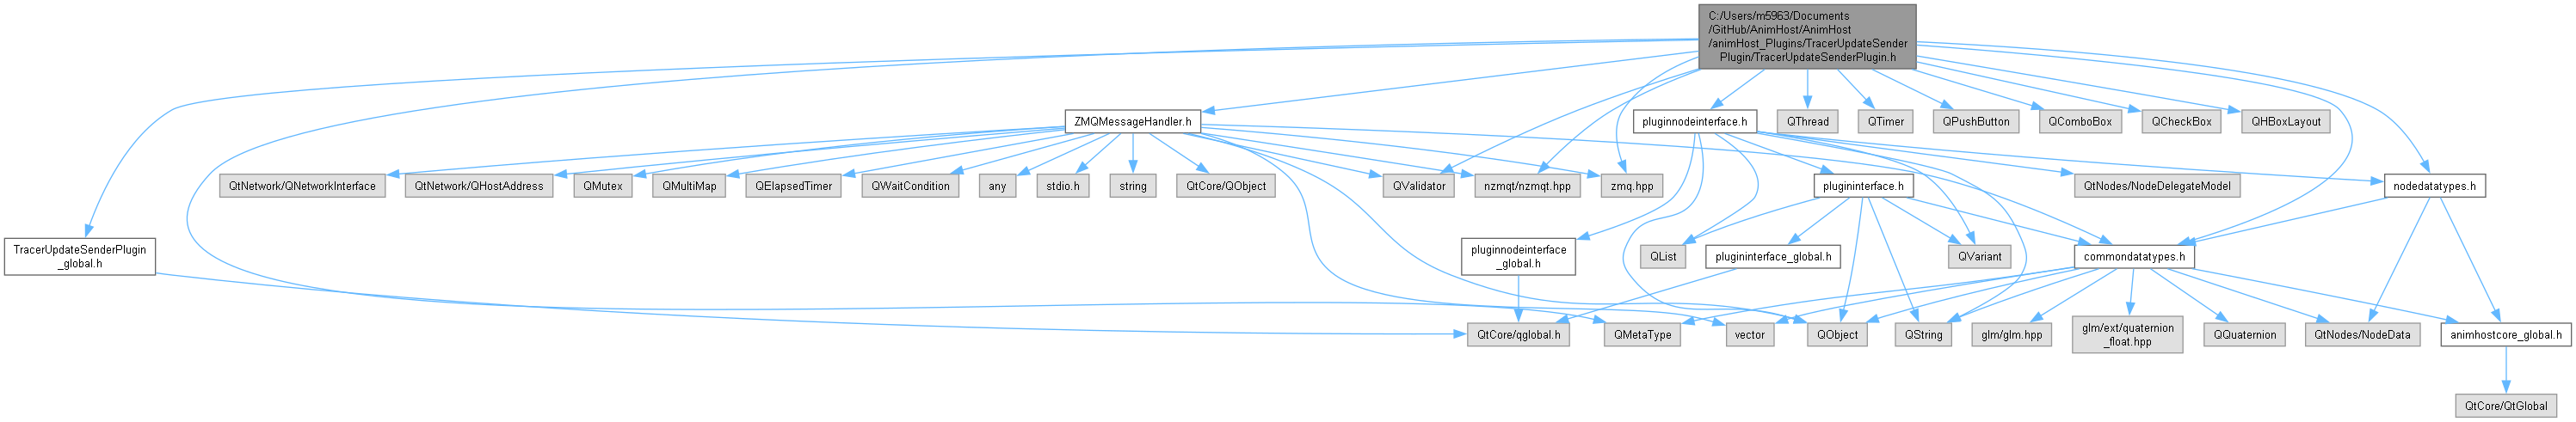 C:/Users/m5963/Documents
/GitHub/AnimHost/AnimHost
/animHost_Plugins/TracerUpdateSender
Plugin/TracerUpdateSenderPlugin.h
ZMQMessageHandler.h
pluginnodeinterface.h
QThread
QTimer
QPushButton
QComboBox
QCheckBox
QHBoxLayout
QtNetwork/QNetworkInterface
QtNetwork/QHostAddress
QMutex
QMultiMap
QElapsedTimer
QWaitCondition
any
stdio.h
string
QtCore/QObject
QValidator
nzmqt/nzmqt.hpp
zmq.hpp
plugininterface.h
QtNodes/NodeDelegateModel
nodedatatypes.h
TracerUpdateSenderPlugin
_global.h
pluginnodeinterface
_global.h
QList
plugininterface_global.h
QVariant
commondatatypes.h
QtCore/qglobal.h
QMetaType
vector
QObject
QString
glm/glm.hpp
glm/ext/quaternion
_float.hpp
QQuaternion
QtNodes/NodeData
animhostcore_global.h
QtCore/QtGlobal